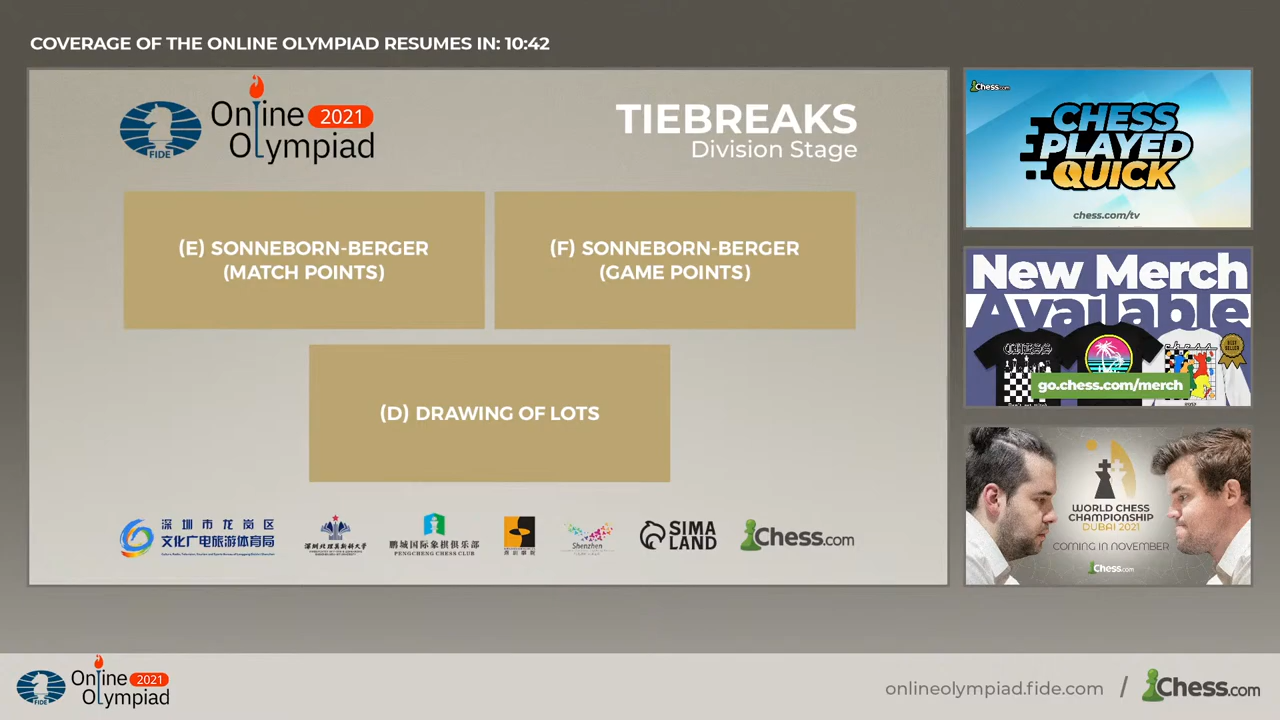 COVERAGE OF THE ONLINE OLYMPIAD RESUMES IN: 10:42
FIDE
Online 2021
Olympiad
TIEBREAKS
Division Stage
(E) SONNEBORN-BERGER
(MATCH POINTS)
(F) SONNEBORN-BERGER
(GAME POINTS)
(D) DRAWING OF LOTS
深圳市龙岗区
文化广电旅游体育局
鹏城国际象棋俱乐部
PENGCHENG CHESS CLUB
Shenzhen
SIMA
LAND
Chess.com
Chess.com
CHESS
PLAYED
QUICK
chess.com/tv
New Merch
Available
CHESS
chess
BEST
SELLER
go.chess.com/merch
WORLD CHESS
CHAMPIONSHIP
DUBAI 2021
COMING IN NOVEMBER
Chess.com
FIDE
Online 2021
Olympiad
onlineolympiad.fide.com / Chess.com